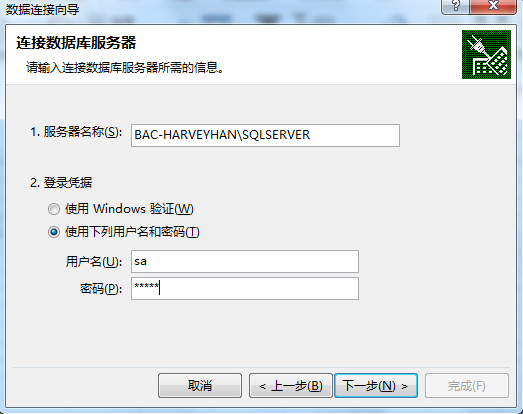 数据连接向导
连接数据库服务器
请输入连接数据库服务器所需的信息。
1. 服务器名称(S): BAC-HARVEYHAN\SQLSERVER
2. 登录凭据
使用 Windows 验证(W)
使用下列用户名和密码(T)
用户名(U): sa
密码(P): *****
取消 < 上一步(B) 下一步(N) > 完成(F)